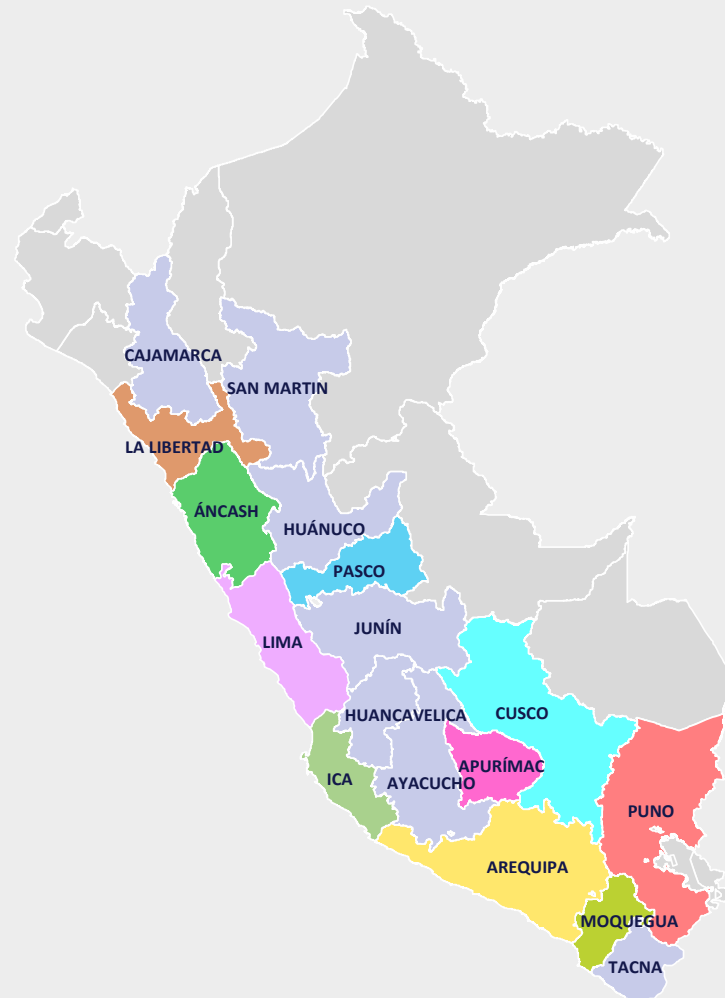 CAJAMARCA
SAN MARTIN
LA LIBERTAD
ÁNCASH
HUÁNUCO
PASCO
LIMA
JUNÍN
HUANCAVELICA
CUSCO
ICA
AYACUCHO
APURÍMAC
PUNO
AREQUIPA
MOQUEGUA
TACNA